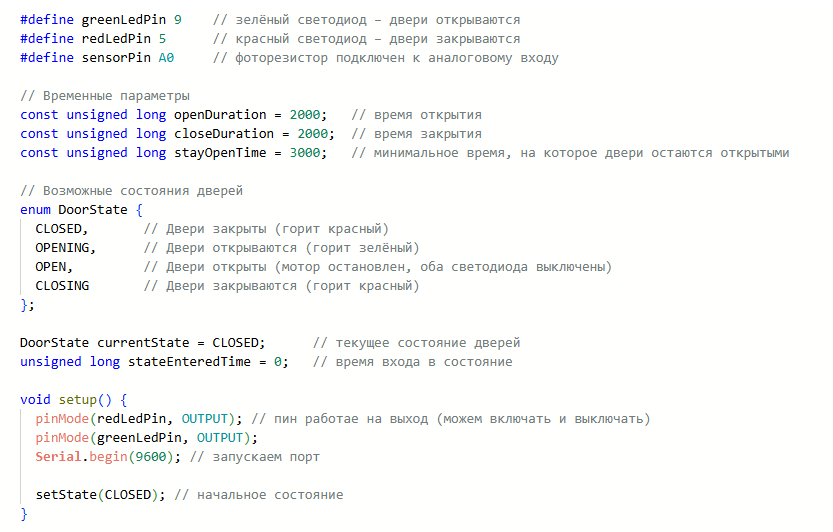 #define greenLedPin 9    // зелёный светодиод – двери открываются
#define redLedPin 5      // красный светодиод – двери закрываются
#define sensorPin A0     // фоторезистор подключен к аналоговому входу

// Временные параметры
const unsigned long openDuration = 2000;   // время открытия
const unsigned long closeDuration = 2000;  // время закрытия
const unsigned long stayOpenTime = 3000;   // минимальное время, на которое двери остаются открытыми

// Возможные состояния дверей
enum DoorState {
  CLOSED,       // Двери закрыты (горит красный)
  OPENING,      // Двери открываются (горит зелёный)
  OPEN,         // Двери открыты (мотор остановлен, оба светодиода выключены)
  CLOSING       // Двери закрываются (горит красный)
};

DoorState currentState = CLOSED;      // текущее состояние дверей
unsigned long stateEnteredTime = 0;   // время входа в состояние

void setup() {
  pinMode(redLedPin, OUTPUT); // пин работае на выход (можем включать и выключать)
  pinMode(greenLedPin, OUTPUT);
  Serial.begin(9600); // запускаем порт

  setState(CLOSED); // начальное состояние
}